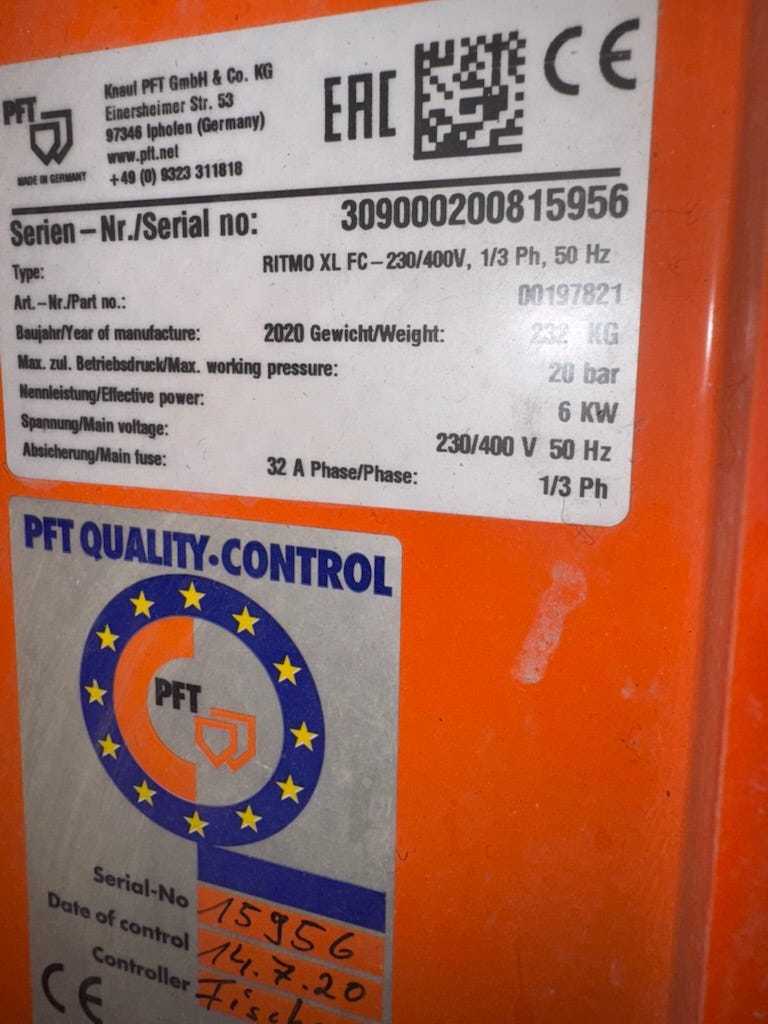 PFT
MADE IN GERMANY
Knauf PFT GmbH & Co. KG
Einersheimer Str. 53
97346 Iphofen (Germany)
www.pft.net
+49 (0) 9323 311818
EAC
CE
Serien-Nr./Serial no: 309000200815956
Type: RITMO XL FC-230/400V, 1/3 Ph, 50 Hz
Art.-Nr./Part no.: 00197821
Baujahr/Year of manufacture: 2020 Gewicht/Weight: KG
Max. zul. Betriebsdruck/Max. working pressure: 20 bar
Nennleistung/Effective power: 6 KW
Spannung/Main voltage: 230/400 V 50 Hz
Absicherung/Main fuse: 32 A Phase/Phase: 1/3 Ph
PFT QUALITY·CONTROL
PFT
Serial-No 15956
Date of control 14.7.20
Controller
CE